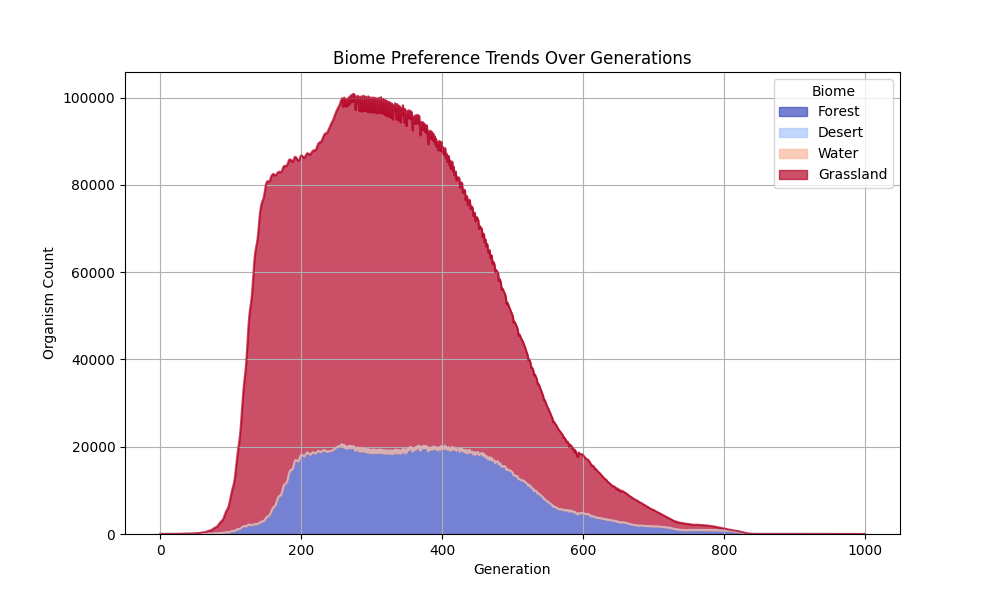 Biome Preference Trends Over Generations
Biome
Forest
Desert
Water
Grassland
100000
80000
60000
40000
20000
0
Organism Count
0 200 400 600 800 1000
Generation